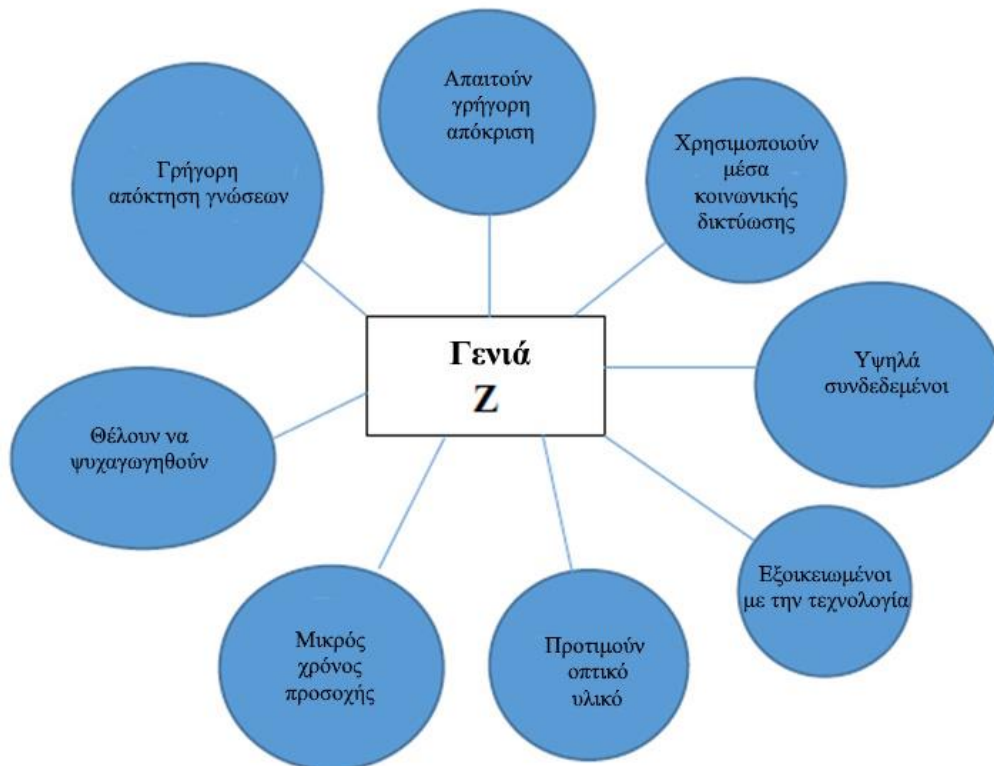 Απαιτούν
γρήγορη
απόκριση
Χρησιμοποιούν
μέσα
κοινωνικής
δικτύωσης
Γρήγορη
απόκτηση γνώσεων
Γενιά
Ζ
Υψηλά
συνδεδεμένοι
Θέλουν να
ψυχαγωγηθούν
Εξοικειωμένοι
με την τεχνολογία
Μικρός
χρόνος
προσοχής
Προτιμούν
οπτικό
υλικό